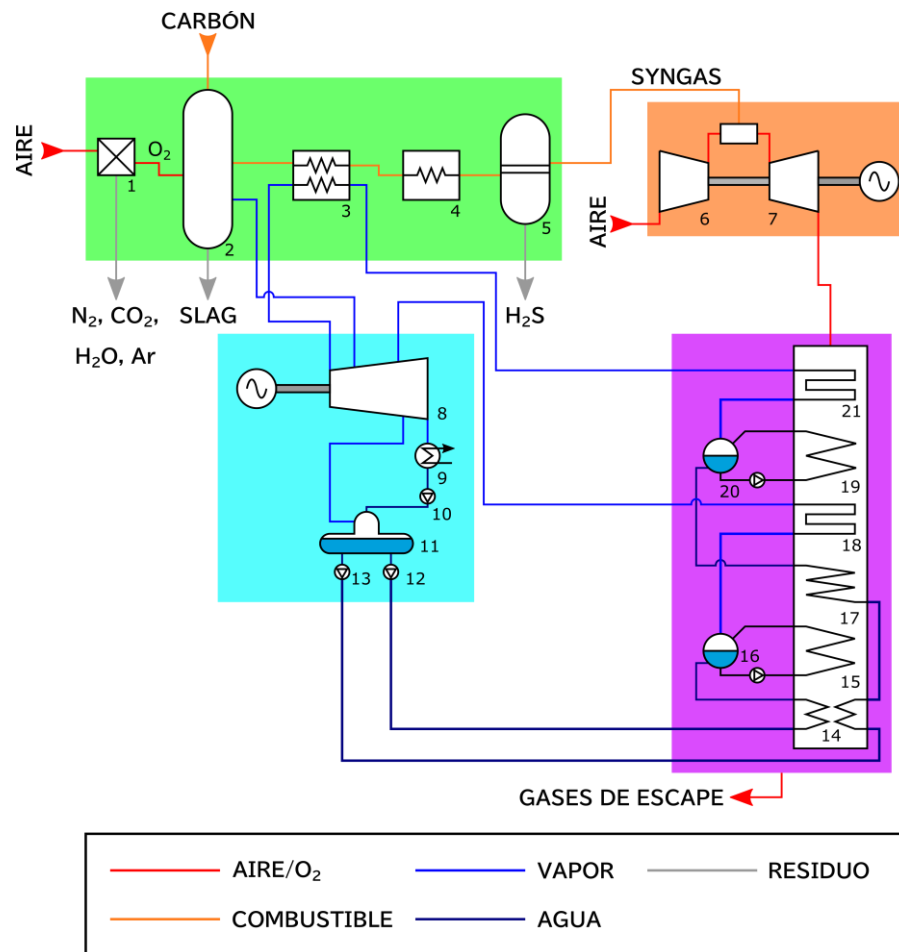 CARBÓN
SYNGAS
AIRE
O₂
1
2
3
4
5
6
7
AIRE
N₂, CO₂,
H₂O, Ar
SLAG
H₂S
8
9
10
11
13
12
21
20
19
18
17
16
15
14
GASES DE ESCAPE
AIRE/O₂
VAPOR
RESIDUO
COMBUSTIBLE
AGUA